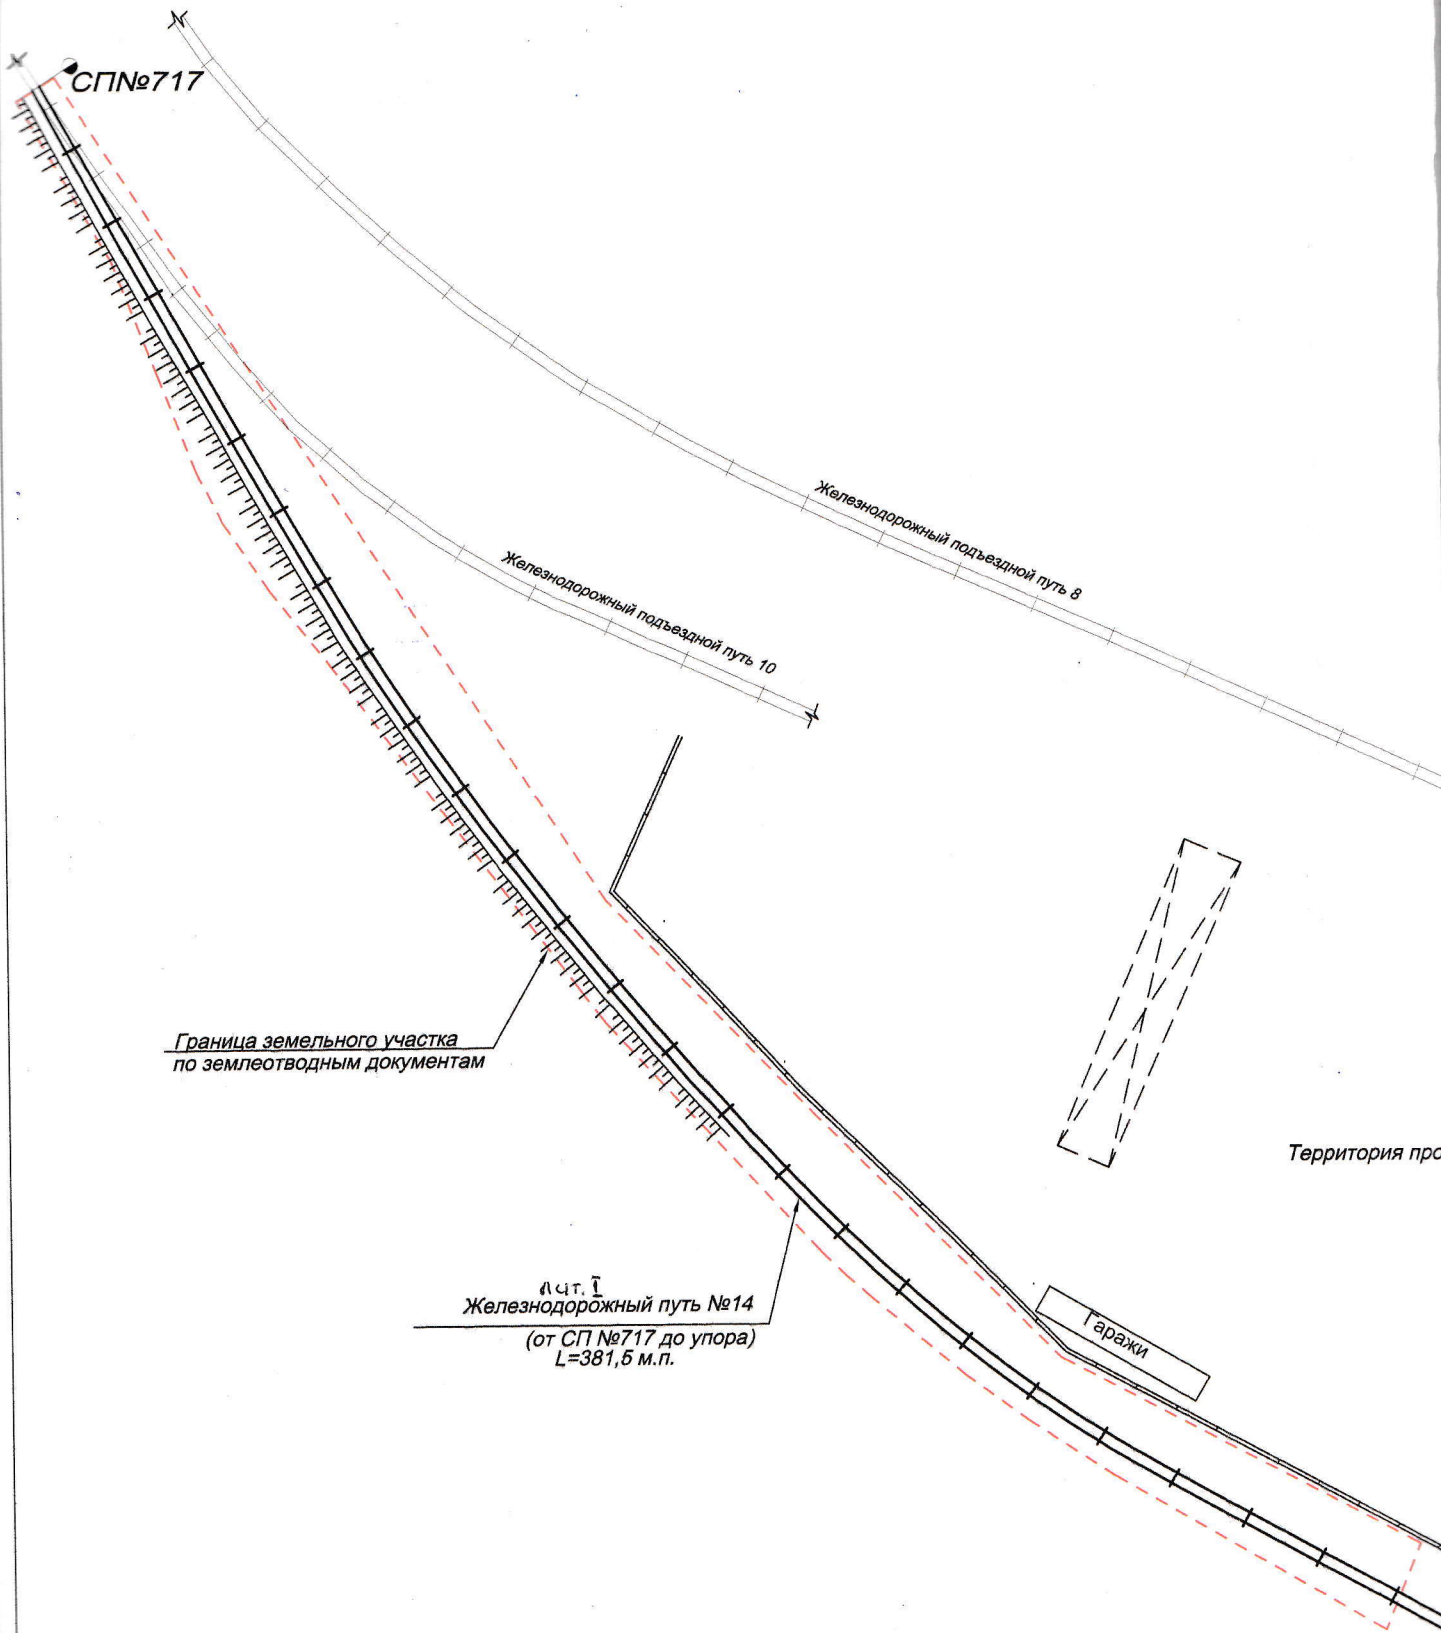 СП№717
Железнодорожный подъездной путь 8
Железнодорожный подъездной путь 10
Граница земельного участка
по землеотводным документам
Территория про
Лит. I
Железнодорожный путь №14
(от СП №717 до упора)
L=381,5 м.п.
Гаражи